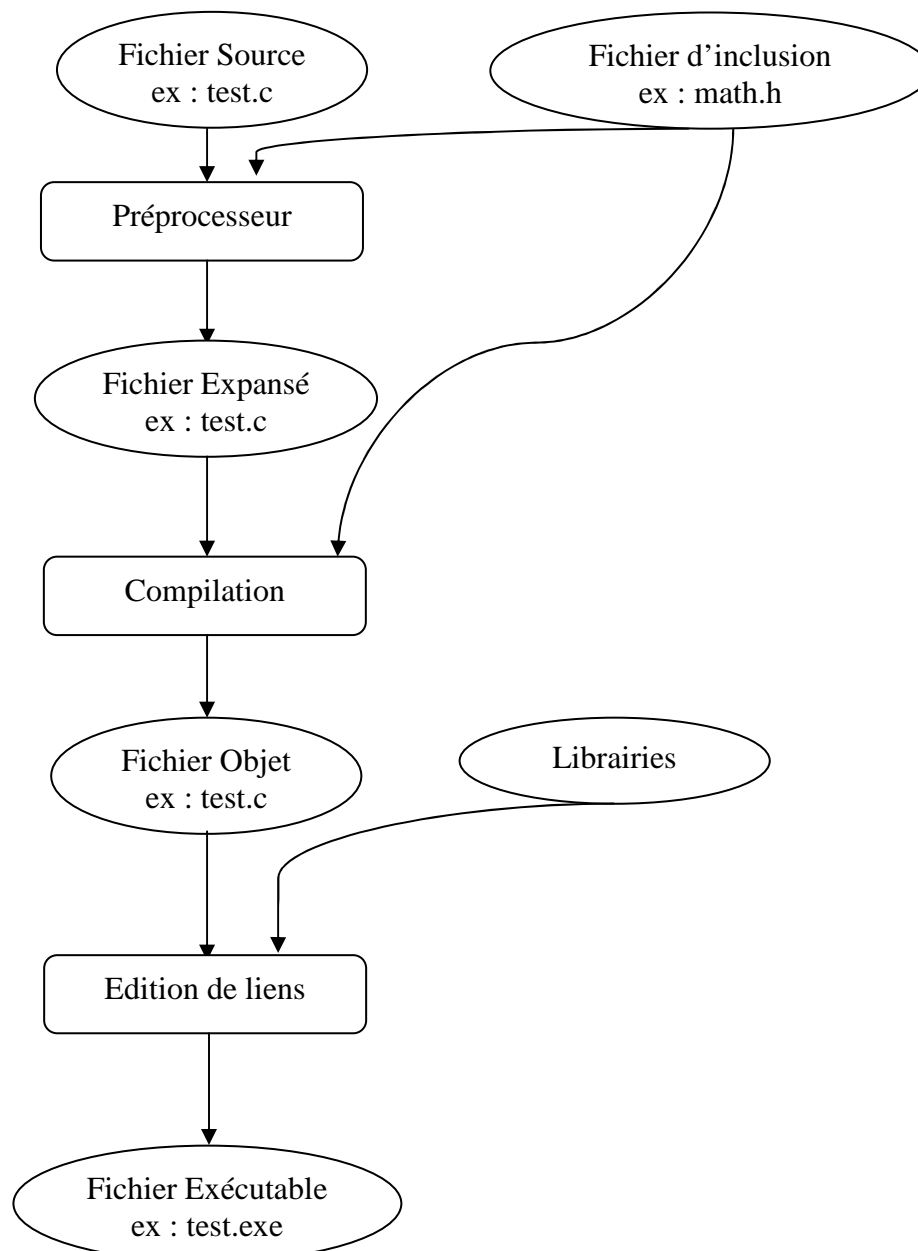 Fichier Source
ex : test.c
Fichier d’inclusion
ex : math.h
Préprocesseur
Fichier Expansé
ex : test.c
Compilation
Fichier Objet
ex : test.c
Librairies
Edition de liens
Fichier Exécutable
ex : test.exe